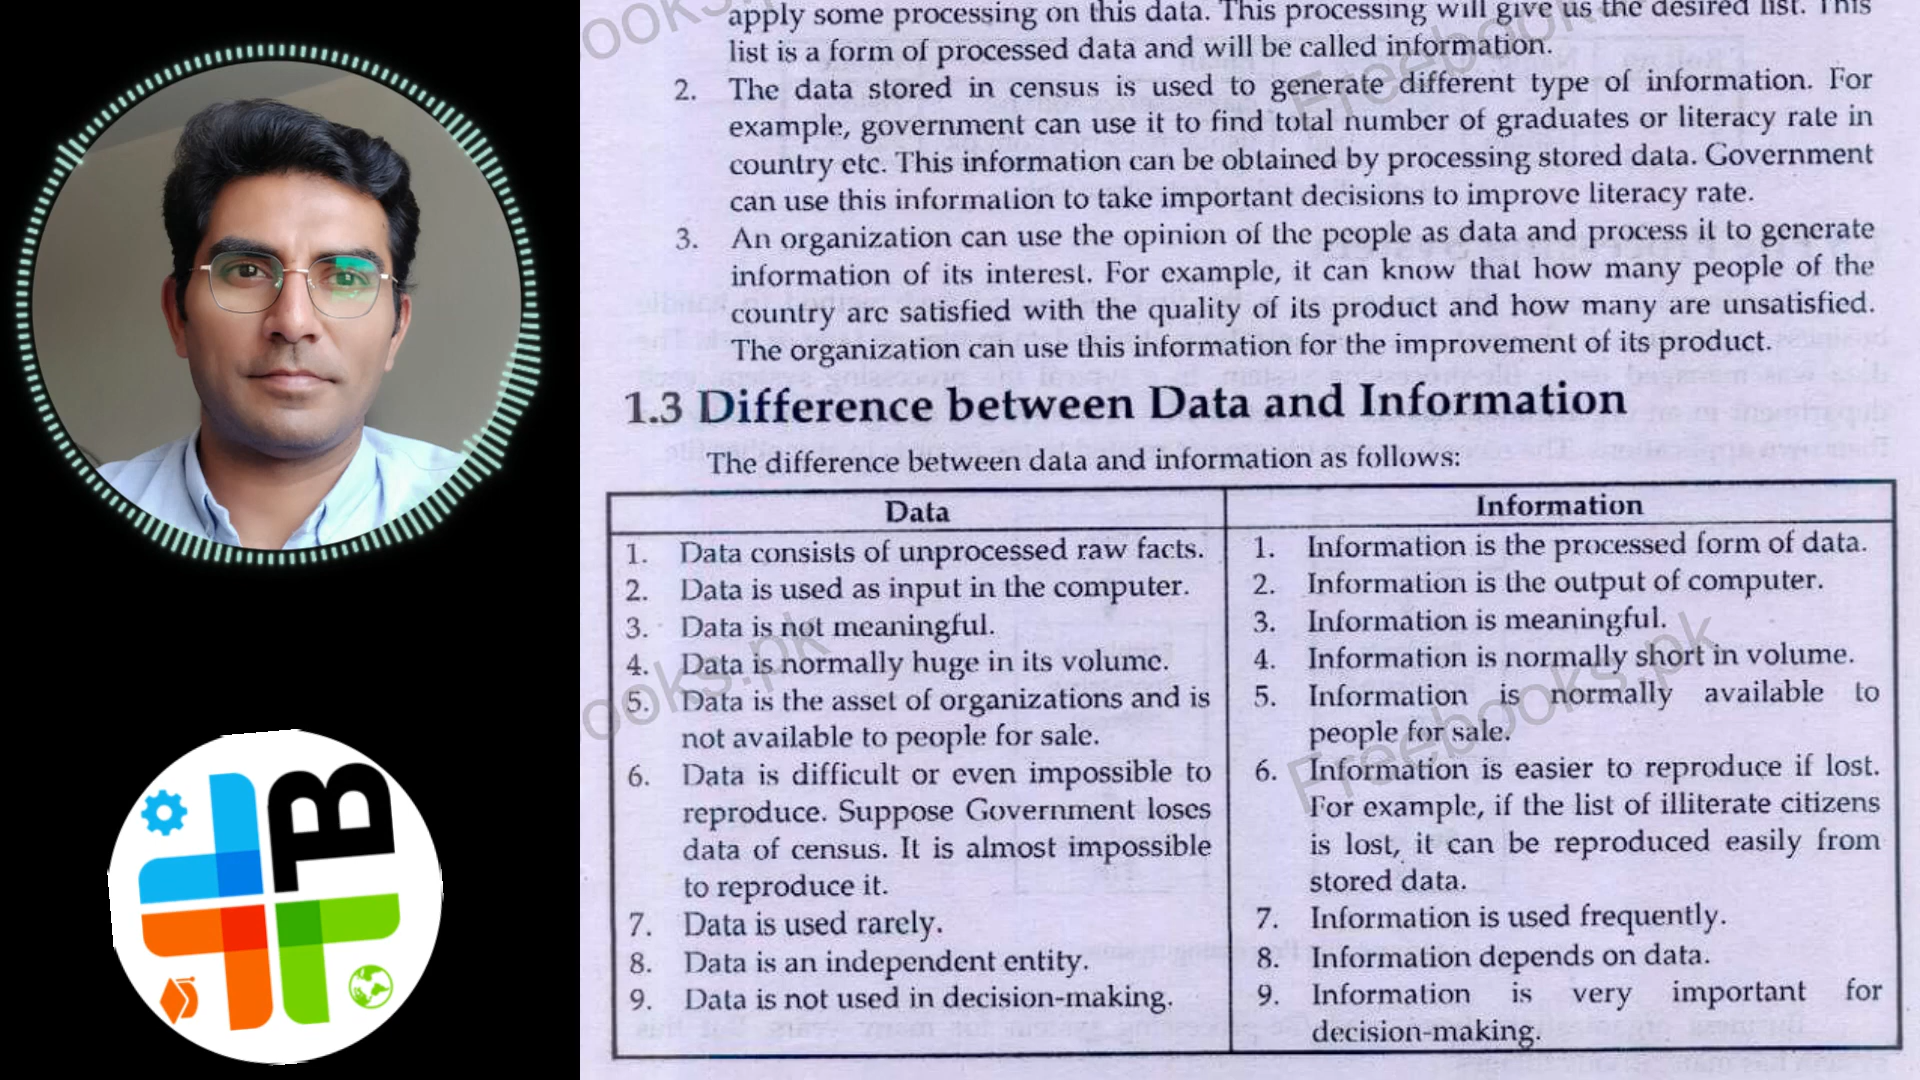 apply some processing on this data. This processing will give us the desired list. This
list is a form of processed data and will be called information.
2. The data stored in census is used to generate different type of information. For
example, government can use it to find total number of graduates or literacy rate in
country etc. This information can be obtained by processing stored data. Government
can use this information to take important decisions to improve literacy rate.
3. An organization can use the opinion of the people as data and process it to generate
information of its interest. For example, it can know that how many people of the
country are satisfied with the quality of its product and how many are unsatisfied.
The organization can use this information for the improvement of its product.
1.3 Difference between Data and Information
The difference between data and information as follows:
Data
1. Data consists of unprocessed raw facts.
2. Data is used as input in the computer.
3. Data is not meaningful.
4. Data is normally huge in its volume.
5. Data is the asset of organizations and is
not available to people for sale.
6. Data is difficult or even impossible to
reproduce. Suppose Government loses
data of census. It is almost impossible
to reproduce it.
7. Data is used rarely.
8. Data is an independent entity.
9. Data is not used in decision-making.
Information
1. Information is the processed form of data.
2. Information is the output of computer.
3. Information is meaningful.
4. Information is normally short in volume.
5. Information is normally available to
people for sale.
6. Information is easier to reproduce if lost.
For example, if the list of illiterate citizens
is lost, it can be reproduced easily from
stored data.
7. Information is used frequently.
8. Information depends on data.
9. Information is very important for
decision-making.
ooks.pk
Freebooks.
ooks.pk
Freebooks.pk
TB